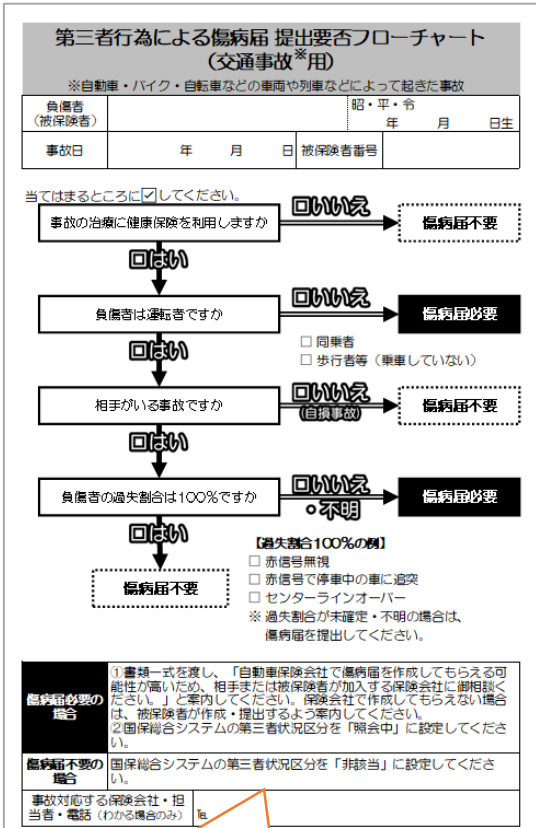 第三者行為による傷病届 提出要否フローチャート
(交通事故※用)
※自動車・バイク・自転車などの車両や列車などによって起きた事故
負傷者
(被保険者)
昭・平・令
年 月 日生
事故日 年 月 日 被保険者番号
当てはまるところに☑してください。
事故の治療に健康保険を利用しますか
口いいえ
傷病届不要
口はい
負傷者は運転者ですか
口いいえ
傷病届必要
□ 同乗者
□ 歩行者等(乗車していない)
口はい
相手がいる事故ですか
口いいえ
(自損事故)
傷病届不要
口はい
負傷者の過失割合は100%ですか
口いいえ
・不明
傷病届必要
口はい
傷病届不要
【過失割合100%の例】
□ 赤信号無視
□ 赤信号で停車中の車に追突
□ センターラインオーバー
※ 過失割合が未確定・不明の場合は、
傷病届を提出してください。
傷病届必要の
場合
①書類一式を渡し、「自動車保険会社で傷病届を作成してもらえる可
能性が高いため、相手または被保険者が加入する保険会社に御相談く
ださい。」と案内してください。保険会社で作成してもらえない場合
は、被保険者が作成・提出するよう案内してください。
②国保総合システムの第三者状況区分を「照会中」に設定してくださ
い。
傷病届不要の
場合
国保総合システムの第三者状況区分を「非該当」に設定してくださ
い。
事故対応する保険会社・担
当者・電話(わかる場合のみ)
℡